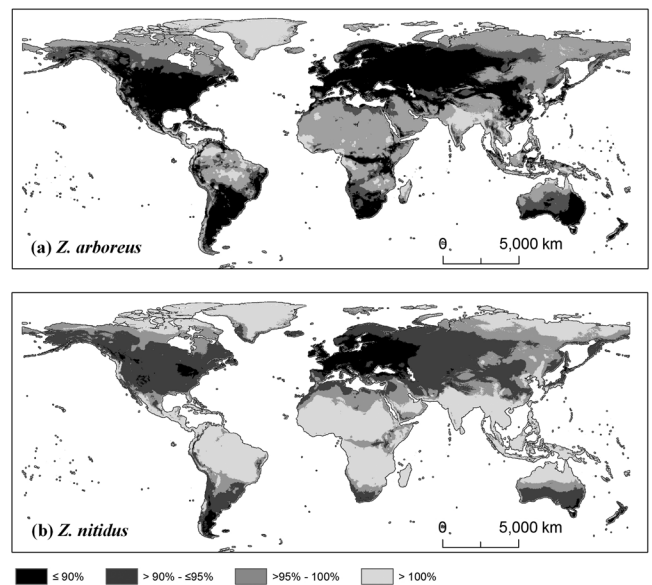 0 5,000 km
(a) Z. arboreus
0 5,000 km
(b) Z. nitidus
≤ 90% > 90% - ≤95% >95% - 100% > 100%